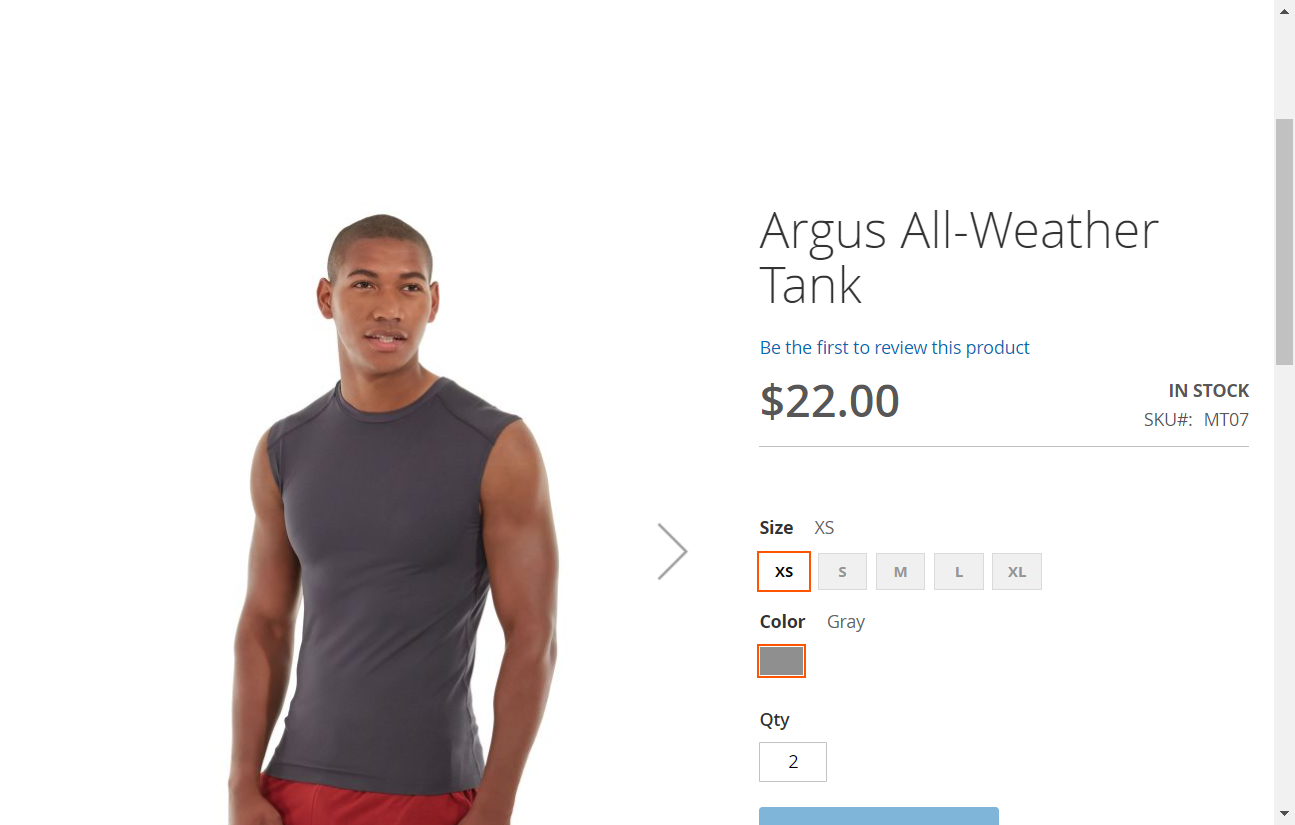 Argus All-Weather
Tank
Be the first to review this product
$22.00
IN STOCK
SKU#: MT07
Size XS
XS S M L XL
Color Gray
Qty
2